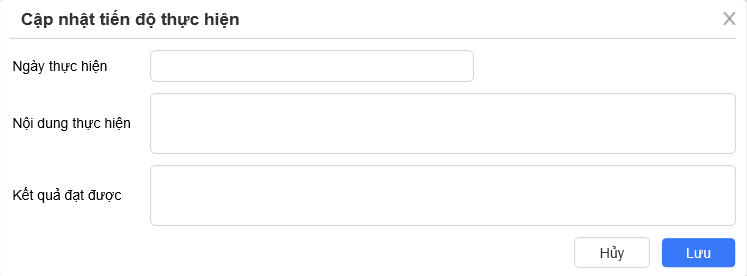 Cập nhật tiến độ thực hiện
Ngày thực hiện
Nội dung thực hiện
Kết quả đạt được
Hủy
Lưu